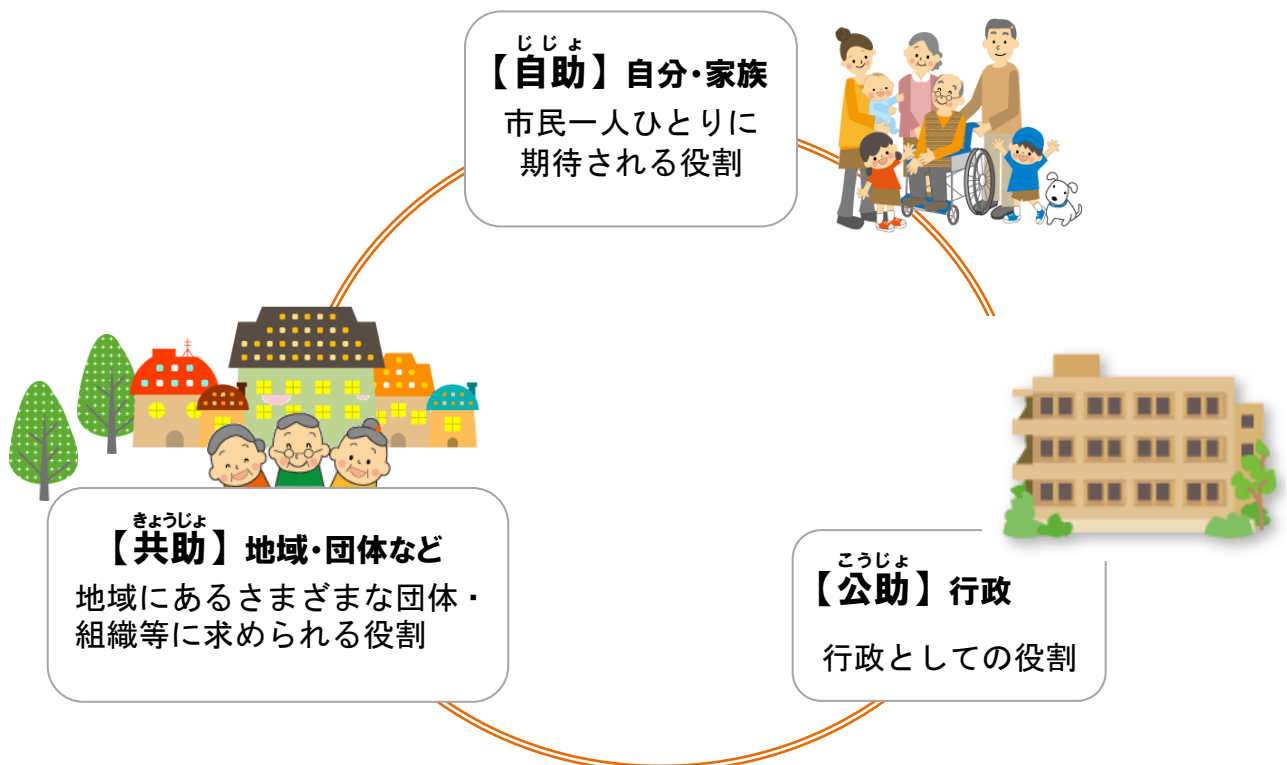 じじょ
【自助】自分・家族
市民一人ひとりに
期待される役割
きょうじょ
【共助】地域・団体など
地域にあるさまざまな団体・
組織等に求められる役割
こうじょ
【公助】行政
行政としての役割